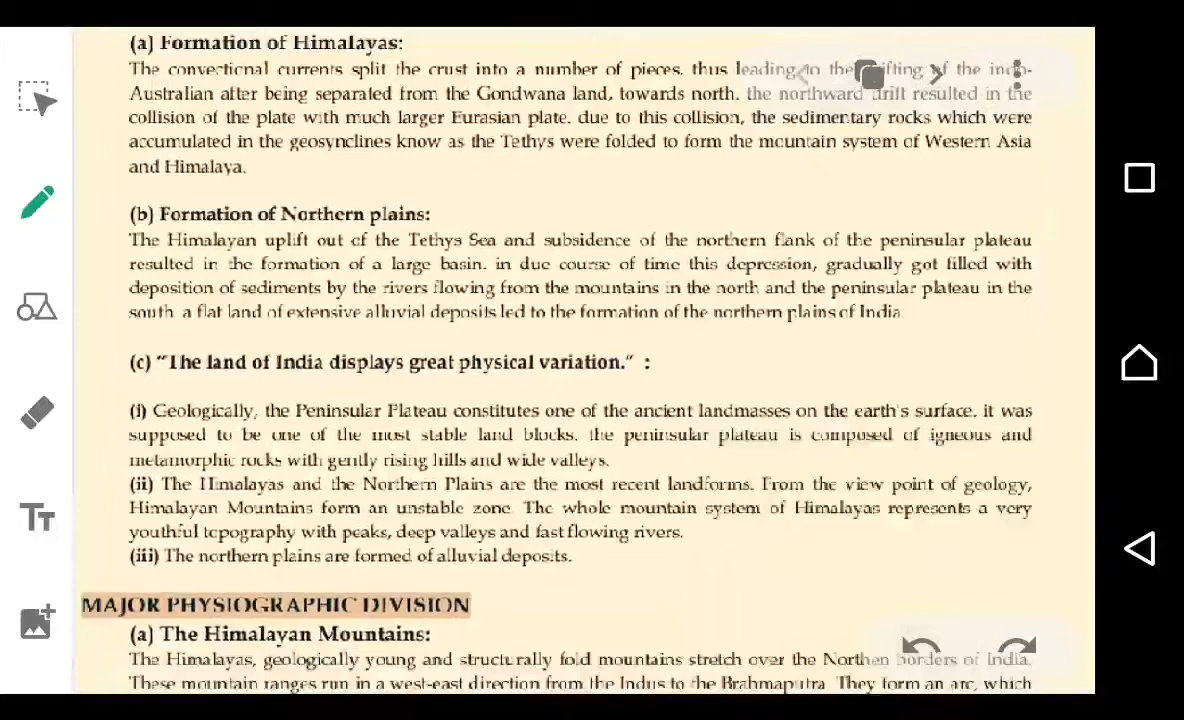 (a) Formation of Himalayas:
The convectional currents split the crust into a number of pieces. thus leading to the drifting of the indo-
Australian after being separated from the Gondwana land, towards north. the northward drift resulted in the
collision of the plate with much larger Eurasian plate. due to this collision, the sedimentary rocks which were
accumulated in the geosynclines know as the Tethys were folded to form the mountain system of Western Asia
and Himalaya.
(b) Formation of Northern plains:
The Himalayan uplift out of the Tethys Sea and subsidence of the northern flank of the peninsular plateau
resulted in the formation of a large basin. in due course of time this depression, gradually got filled with
deposition of sediments by the rivers flowing from the mountains in the north and the peninsular plateau in the
south. a flat land of extensive alluvial deposits led to the formation of the northern plains of India.
(c) "The land of India displays great physical variation." :
(i) Geologically, the Peninsular Plateau constitutes one of the ancient landmasses on the earth's surface. it was
supposed to be one of the most stable land blocks. the peninsular plateau is composed of igneous and
metamorphic rocks with gently rising hills and wide valleys.
(ii) The Himalayas and the Northern Plains are the most recent landforms. From the view point of geology,
Himalayan Mountains form an unstable zone. The whole mountain system of Himalayas represents a very
youthful topography with peaks, deep valleys and fast flowing rivers.
(iii) The northern plains are formed of alluvial deposits.
MAJOR PHYSIOGRAPHIC DIVISION
(a) The Himalayan Mountains:
The Himalayas, geologically young and structurally fold mountains stretch over the Northen borders of India.
These mountain ranges run in a west-east direction from the Indus to the Brahmaputra. They form an arc, which
Tт